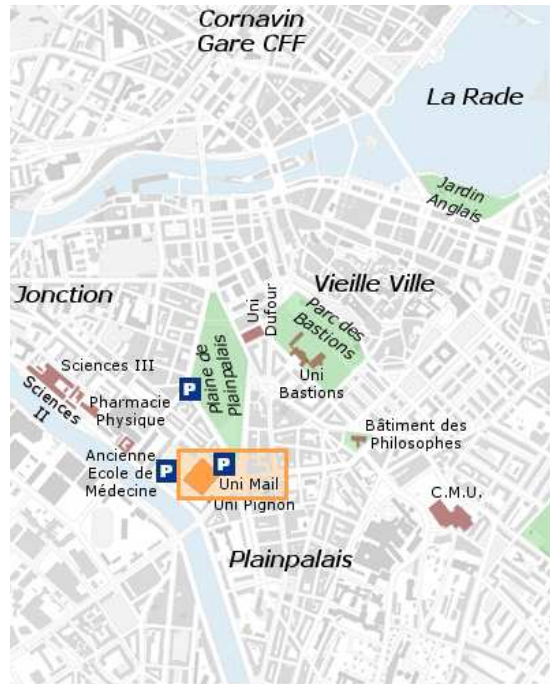 Cornavin
Gare CFF
La Rade
Jardin
Anglais
Vieille Ville
Jonction
Uni
Dufour
Parc des
Bastions
Plaine de
Plainpalais
Uni
Bastions
Sciences III
Sciences
II
P
Pharmacie
Physique
Bâtiment des
Philosophes
Ancienne
Ecole de
Médecine
P
P
Uni Mail
Uni Pignon
C.M.U.
Plainpalais